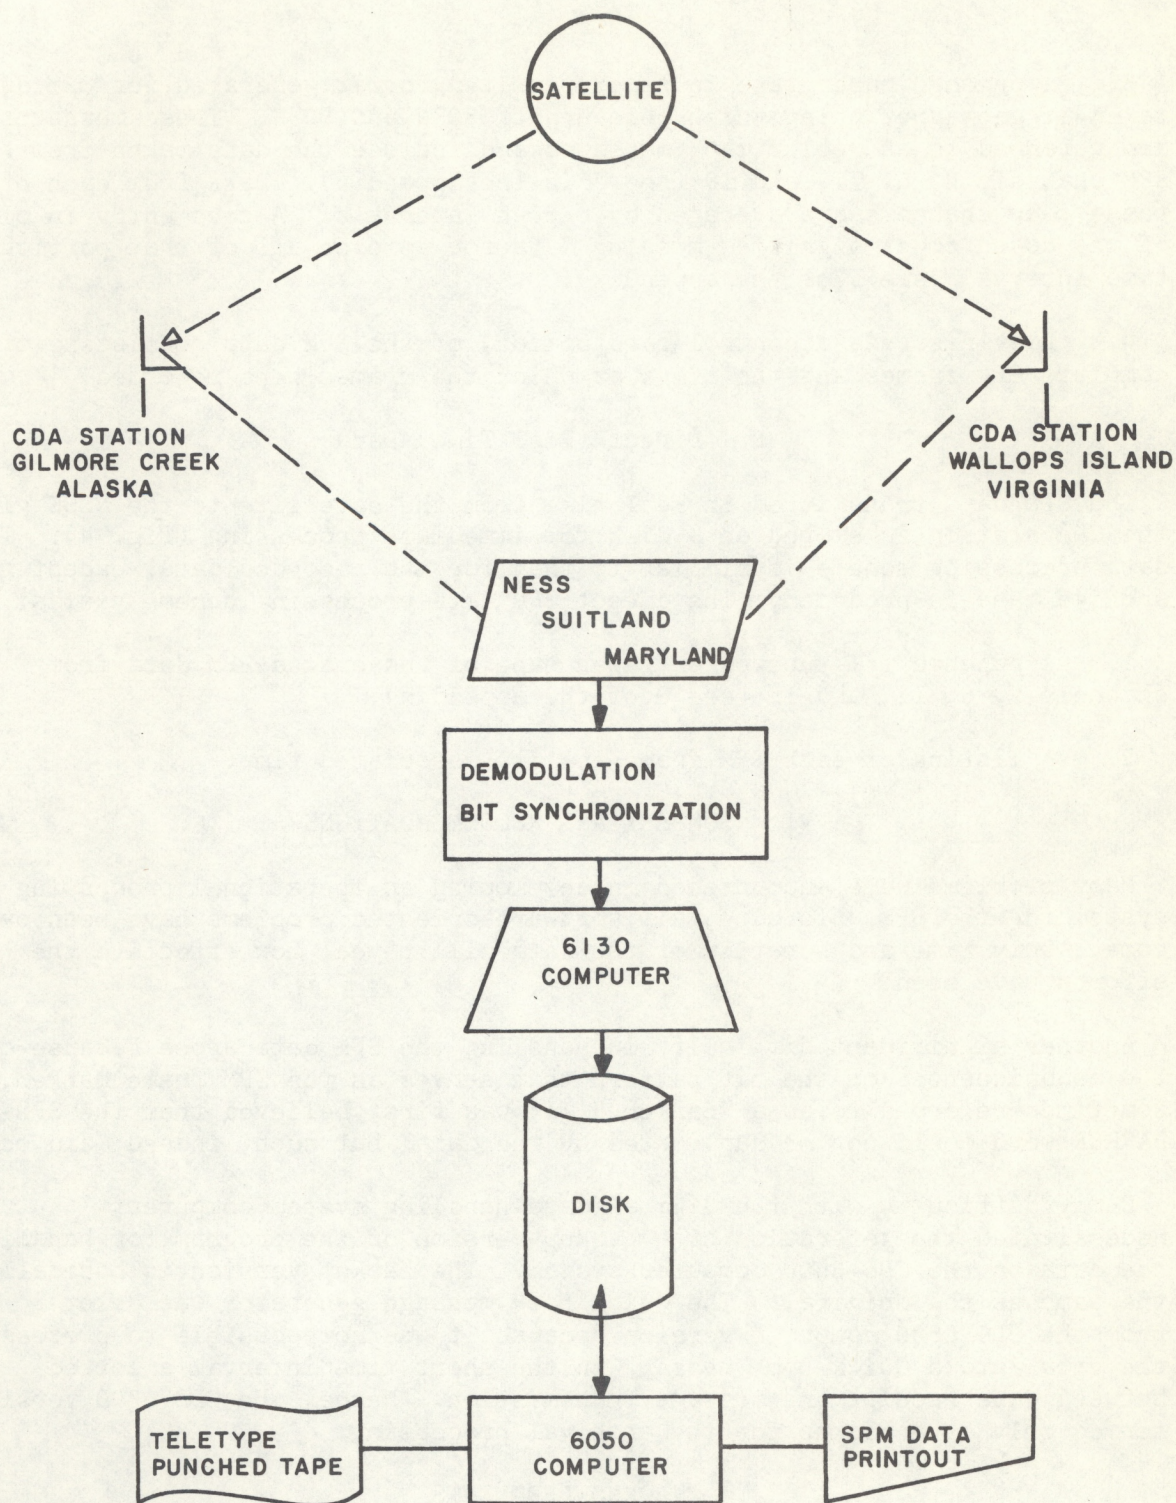 SATELLITE
CDA STATION
GILMORE CREEK
ALASKA
CDA STATION
WALLOPS ISLAND
VIRGINIA
NESS
SUITLAND
MARYLAND
DEMODULATION
BIT SYNCHRONIZATION
6130
COMPUTER
DISK
TELETYPE
PUNCHED TAPE
6050
COMPUTER
SPM DATA
PRINTOUT